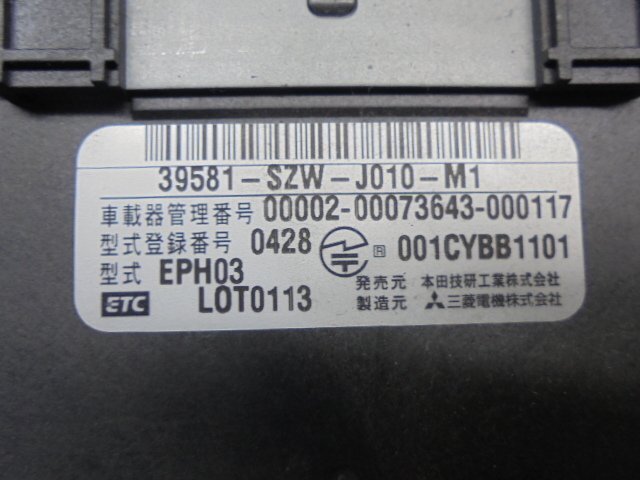 39581-SZW-J010-M1
車載器管理番号 00002-00073643-000117
型式登録番号 0428 R 001CYBB1101
型式 EPH03 発売元 本田技研工業株式会社
ETC LOT0113 製造元 三菱電機株式会社